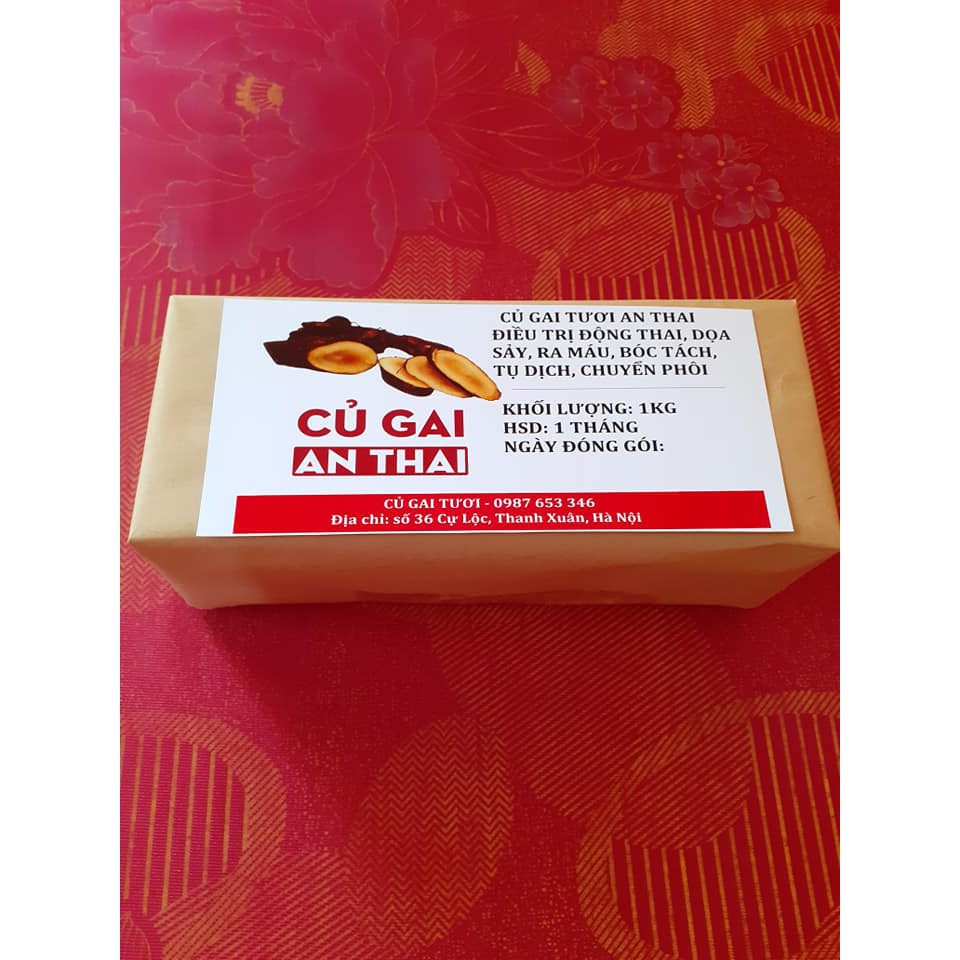 CỦ GAI
AN THAI
CỦ GAI TƯƠI AN THAI
ĐIỀU TRỊ ĐỘNG THAI, DỌA
SẢY, RA MÁU, BÓC TÁCH,
TỤ DỊCH, CHUYỂN PHÔI
KHỐI LƯỢNG: 1KG
HSD: 1 THÁNG
NGÀY ĐÓNG GÓI:
CỦ GAI TƯƠI - 0987 653 346
Địa chỉ: số 36 Cự Lộc, Thanh Xuân, Hà Nội